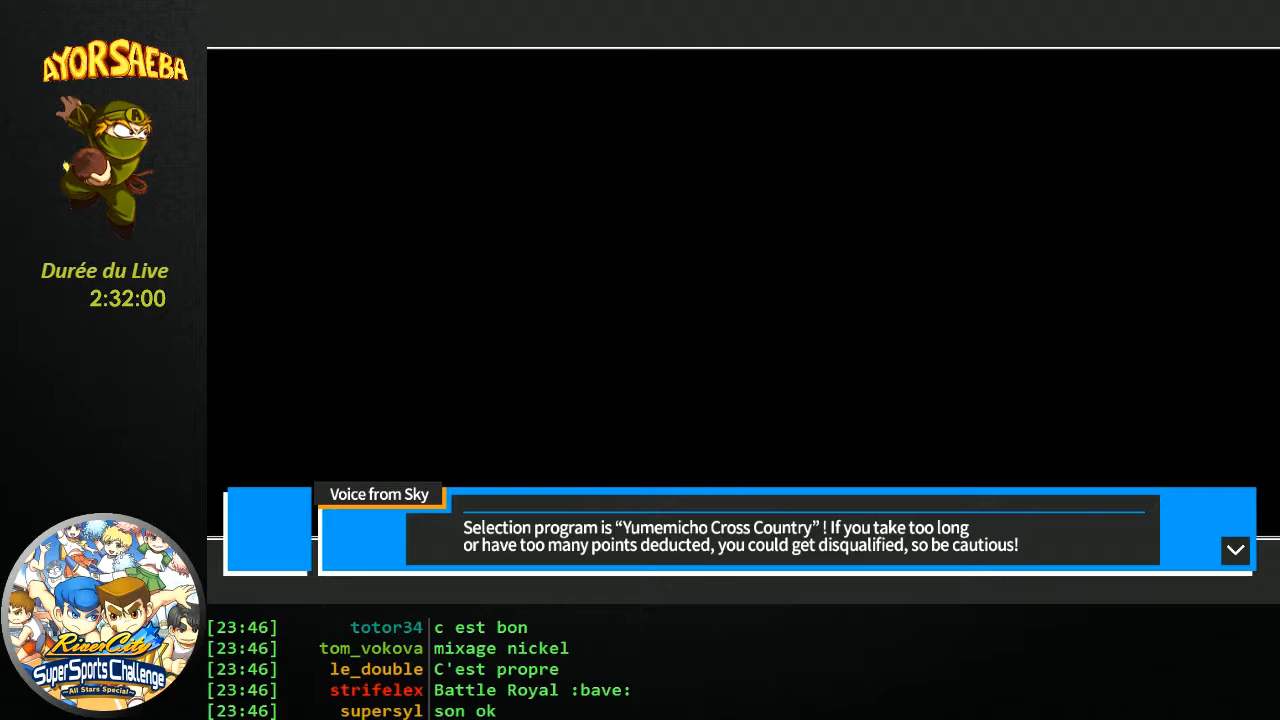 AYORSAEBA
A
Durée du Live
2:32:00
Voice from Sky
Selection program is “Yumemicho Cross Country” ! If you take too long
or have too many points deducted, you could get disqualified, so be cautious!
River City
Super Sports Challenge
~All Stars Special~
[23:46] totor34 c est bon
[23:46] tom_vokova mixage nickel
[23:46] le_double C'est propre
[23:46] strifelex Battle Royal :bave:
[23:46] supersyl son ok